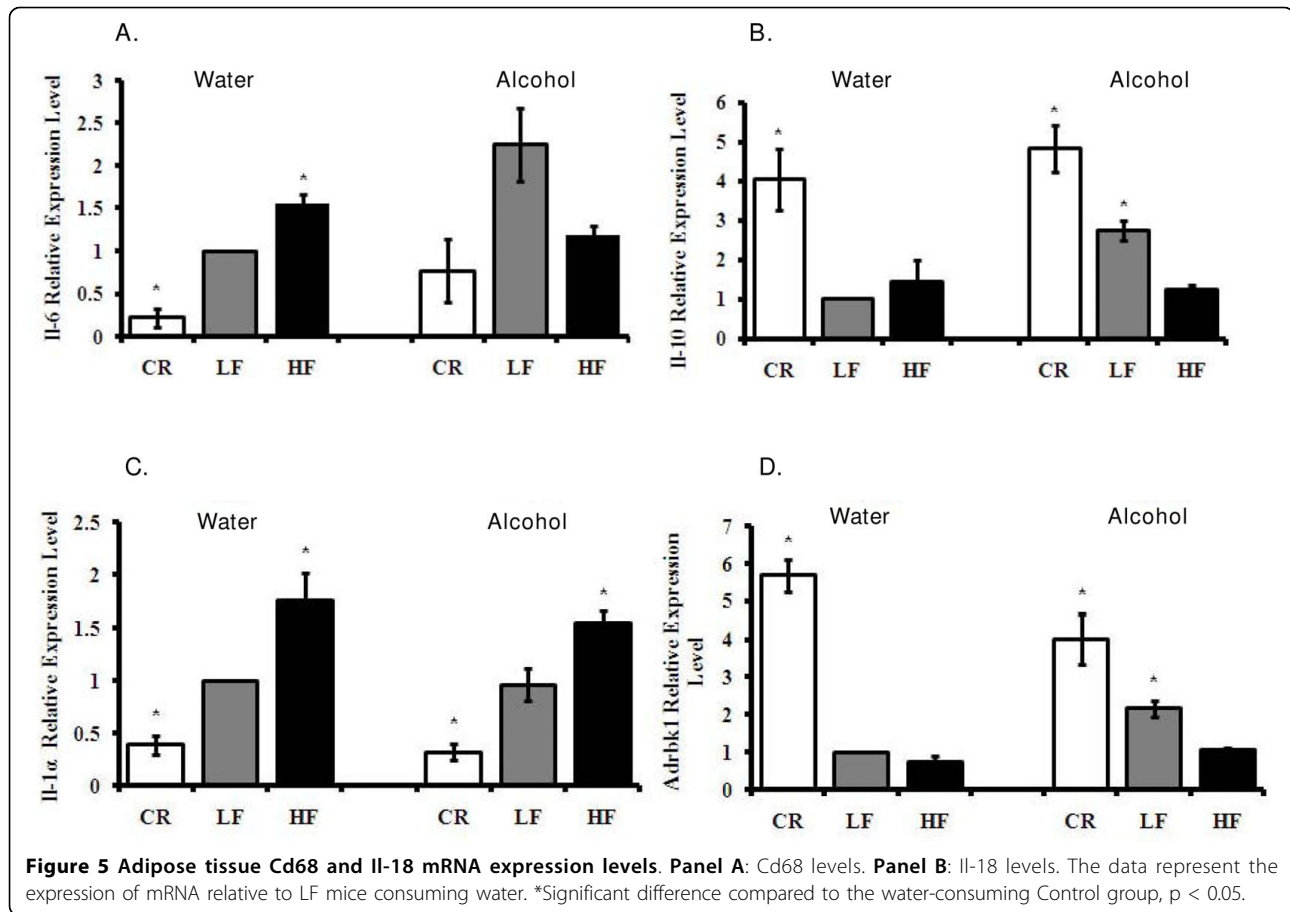 A.
Water
Alcohol
Il-6 Relative Expression Level
3
2.5
2
1.5
1
0.5
0
*
*
CR LF HF CR LF HF
B.
Water
Alcohol
Il-10 Relative Expression Level
6
5
4
3
2
1
0
*
*
*
CR LF HF CR LF HF
C.
Water
Alcohol
Il-1α Relative Expression Level
2.5
2
1.5
1
0.5
0
*
*
*
*
CR LF HF CR LF HF
D.
Water
Alcohol
Adrbk1 Relative Expression
Level
7
6
5
4
3
2
1
0
*
*
*
CR LF HF CR LF HF
Figure 5 Adipose tissue Cd68 and Il-18 mRNA expression levels. Panel A: Cd68 levels. Panel B: Il-18 levels. The data represent the
expression of mRNA relative to LF mice consuming water. *Significant difference compared to the water-consuming Control group, p < 0.05.